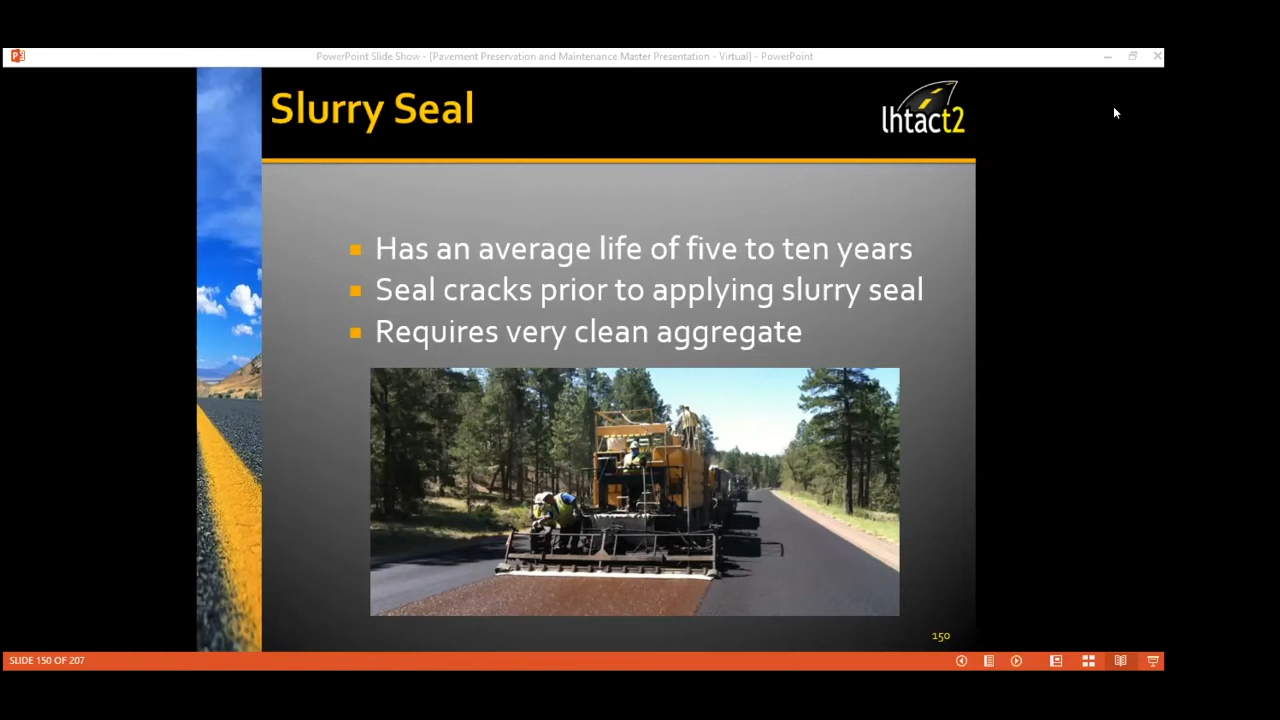 PowerPoint Slide Show - [Pavement Preservation and Maintenance Master Presentation - Virtual] - PowerPoint
Slurry Seal
lhtact2
Has an average life of five to ten years
Seal cracks prior to applying slurry seal
Requires very clean aggregate
150
SLIDE 150 OF 207